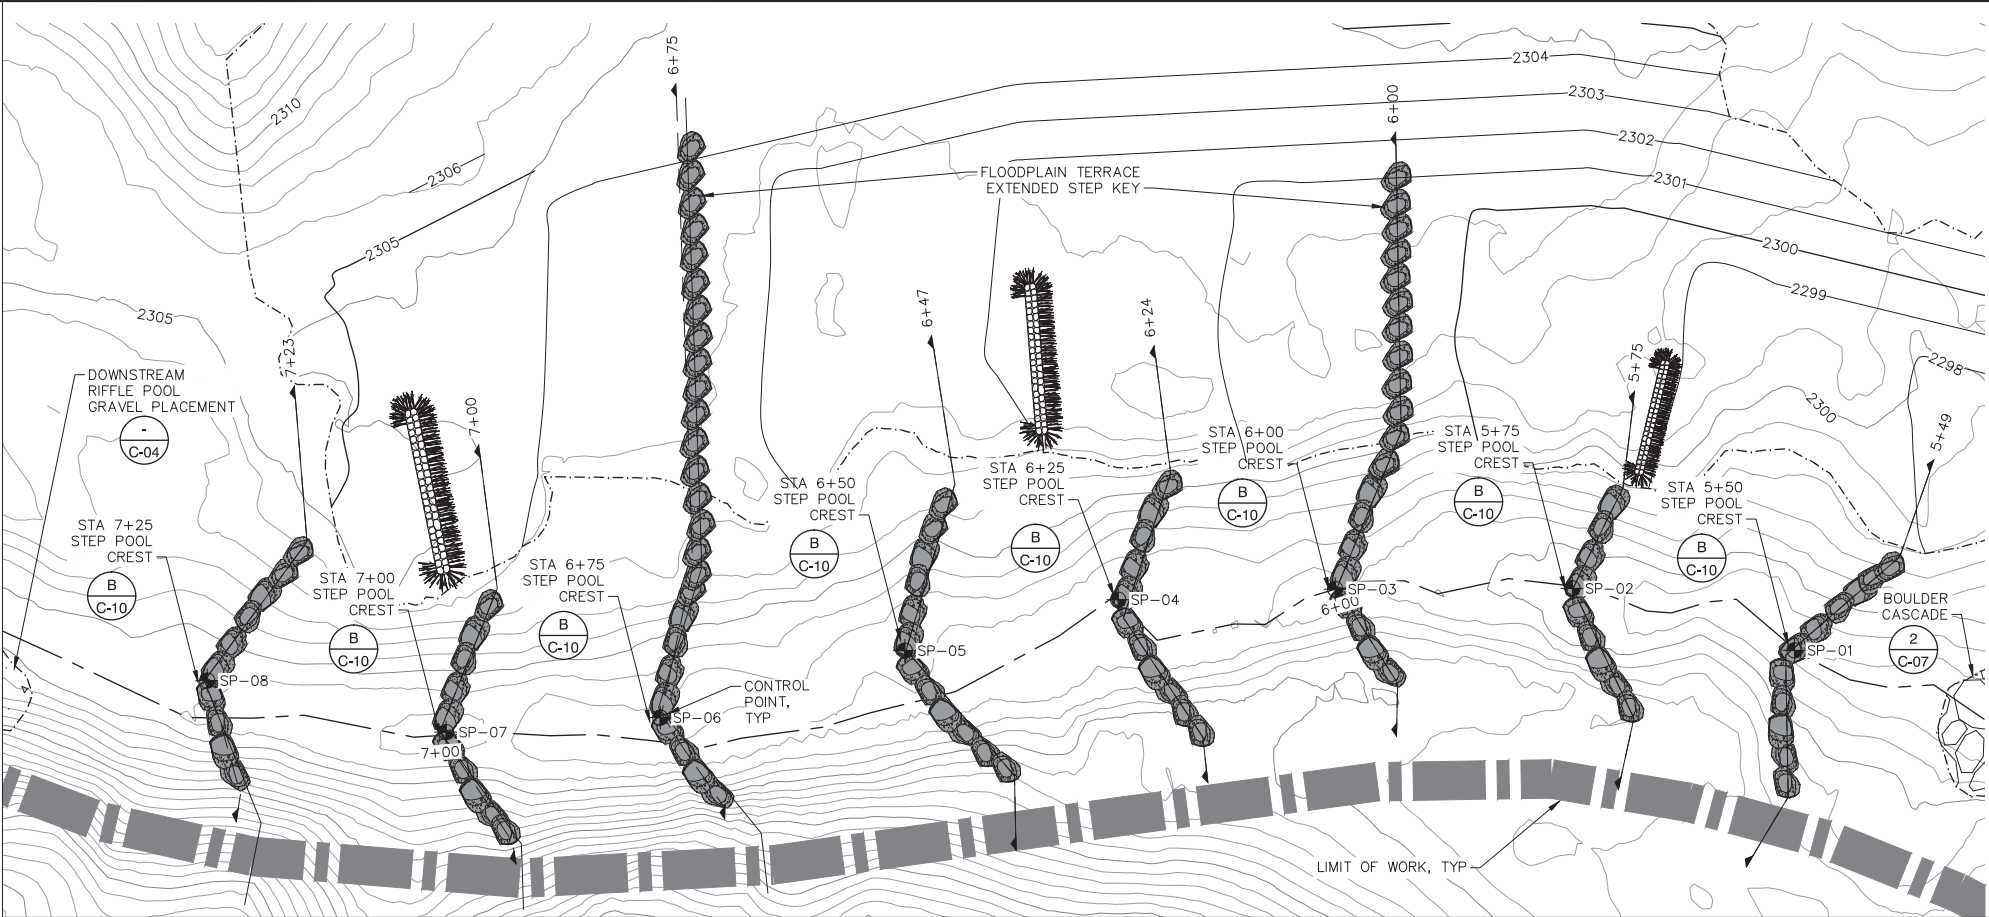 6+75
2304
2303
6+00
2310
2302
2306
FLOODPLAIN TERRACE
EXTENDED STEP KEY
2301
2305
2300
2299
2305
6+47
6+24
7+23
5+75
2298
DOWNSTREAM
RIFFLE POOL
GRAVEL PLACEMENT
-
C-04
7+00
2300
5+49
STA 6+00
STEP POOL
CREST
B
C-10
STA 5+75
STEP POOL
CREST
B
C-10
STA 6+50
STEP POOL
CREST
B
C-10
STA 6+25
STEP POOL
CREST
B
C-10
STA 5+50
STEP POOL
CREST
B
C-10
STA 7+25
STEP POOL
CREST
B
C-10
STA 7+00
STEP POOL
CREST
B
C-10
STA 6+75
STEP POOL
CREST
B
C-10
BOULDER
CASCADE
2
C-07
SP-04
SP-03
6+00
SP-02
SP-05
SP-01
SP-08
CONTROL
POINT,
TYP
SP-06
SP-07
7+00
LIMIT OF WORK, TYP